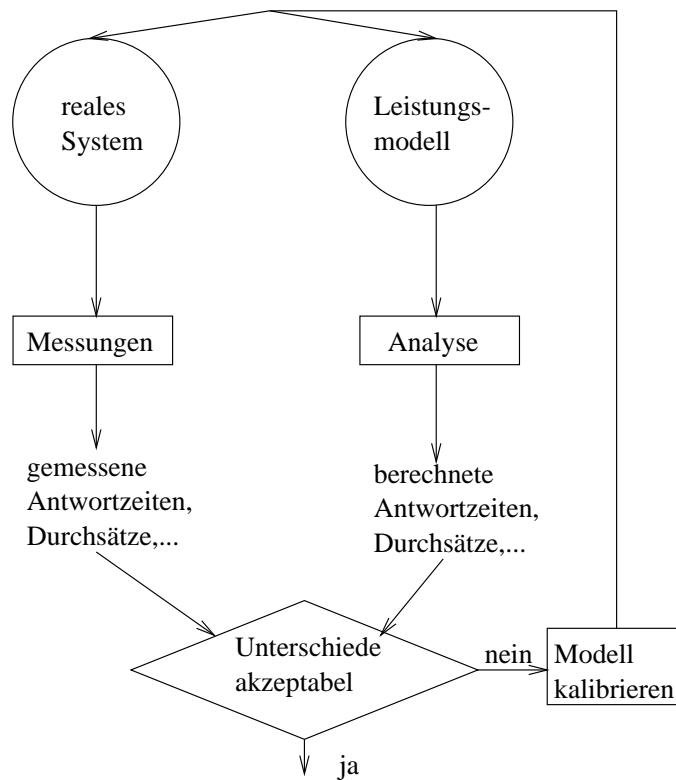 reales
System
Leistungs-
modell
Messungen
Analyse
gemessene
Antwortzeiten,
Durchsätze,...
berechnete
Antwortzeiten,
Durchsätze,...
Unterschiede
akzeptabel
nein
Modell
kalibrieren
ja